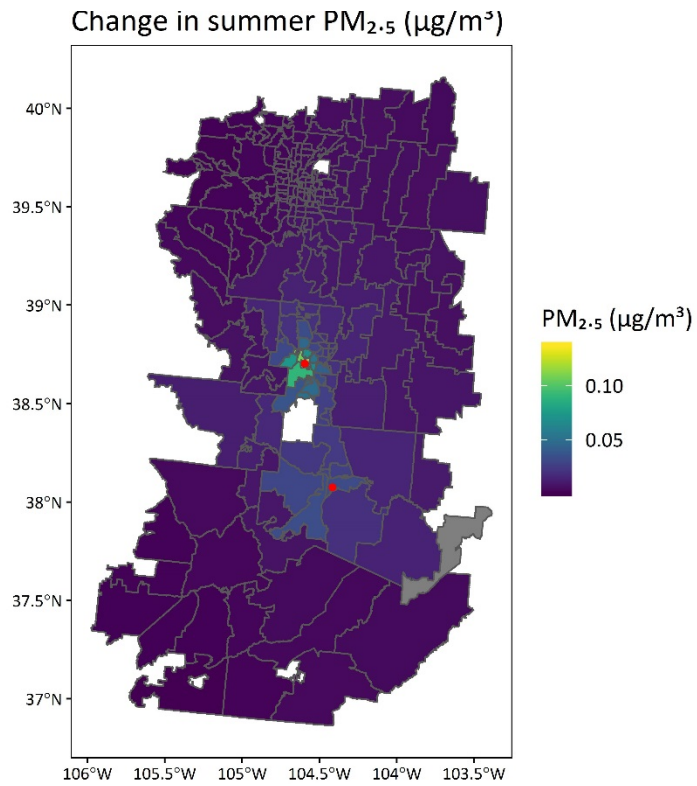 Change in summer PM₂.₅ (µg/m³)
40°N
39.5°N
39°N
38.5°N
38°N
37.5°N
37°N
106°W 105.5°W 105°W 104.5°W 104°W 103.5°W
PM₂.₅ (µg/m³)
0.10
0.05